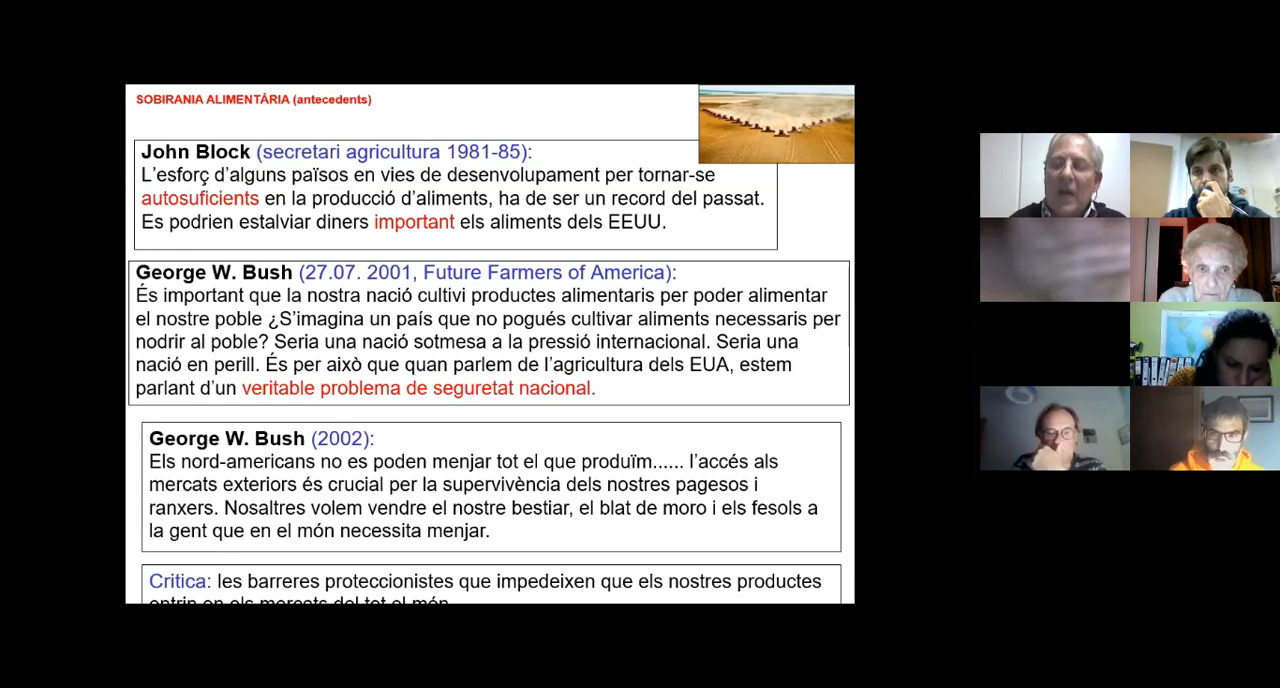 SOBIRANIA ALIMENTÀRIA (antecedents)
John Block (secretari agricultura 1981-85):
L'esforç d'alguns països en vies de desenvolupament per tornar-se
autosuficients en la producció d'aliments, ha de ser un record del passat.
Es podrien estalviar diners important els aliments dels EEUU.
George W. Bush (27.07. 2001, Future Farmers of America):
És important que la nostra nació cultivi productes alimentaris per poder alimentar
el nostre poble ¿S'imagina un país que no pogués cultivar aliments necessaris per
nodrir al poble? Seria una nació sotmesa a la pressió internacional. Seria una
nació en perill. És per això que quan parlem de l'agricultura dels EUA, estem
parlant d'un veritable problema de seguretat nacional.
George W. Bush (2002):
Els nord-americans no es poden menjar tot el que produïm...... l'accés als
mercats exteriors és crucial per la supervivència dels nostres pagesos i
ranxers. Nosaltres volem vendre el nostre bestiar, el blat de moro i els fesols a
la gent que en el món necessita menjar.
Critica: les barreres proteccionistes que impedeixen que els nostres productes
entrin en els mercats del tot el món